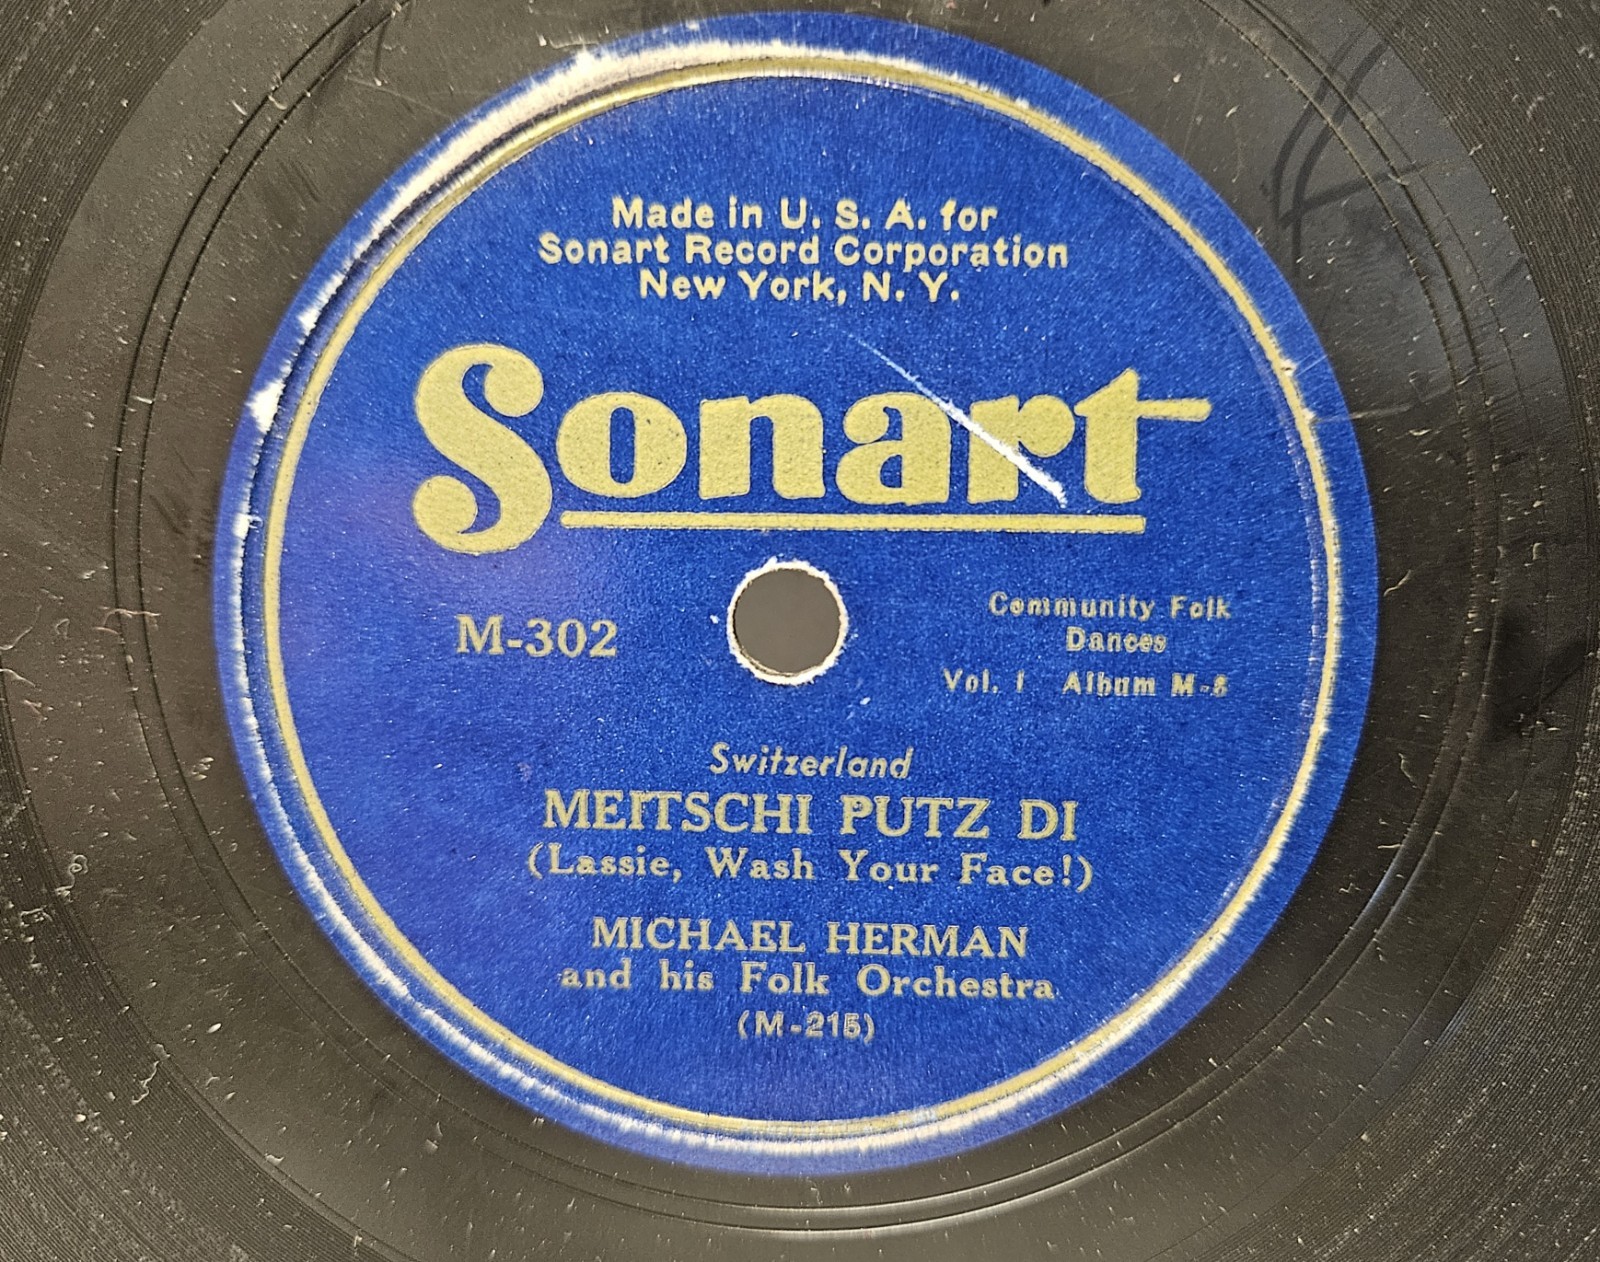 Made in U. S. A. for
Sonart Record Corporation
New York, N. Y.
Sonart
M-302
Community Folk
Dances
Vol. 1 Album M-8
Switzerland
MEITSCHI PUTZ DI
(Lassie, Wash Your Face!)
MICHAEL HERMAN
and his Folk Orchestra
(M-215)